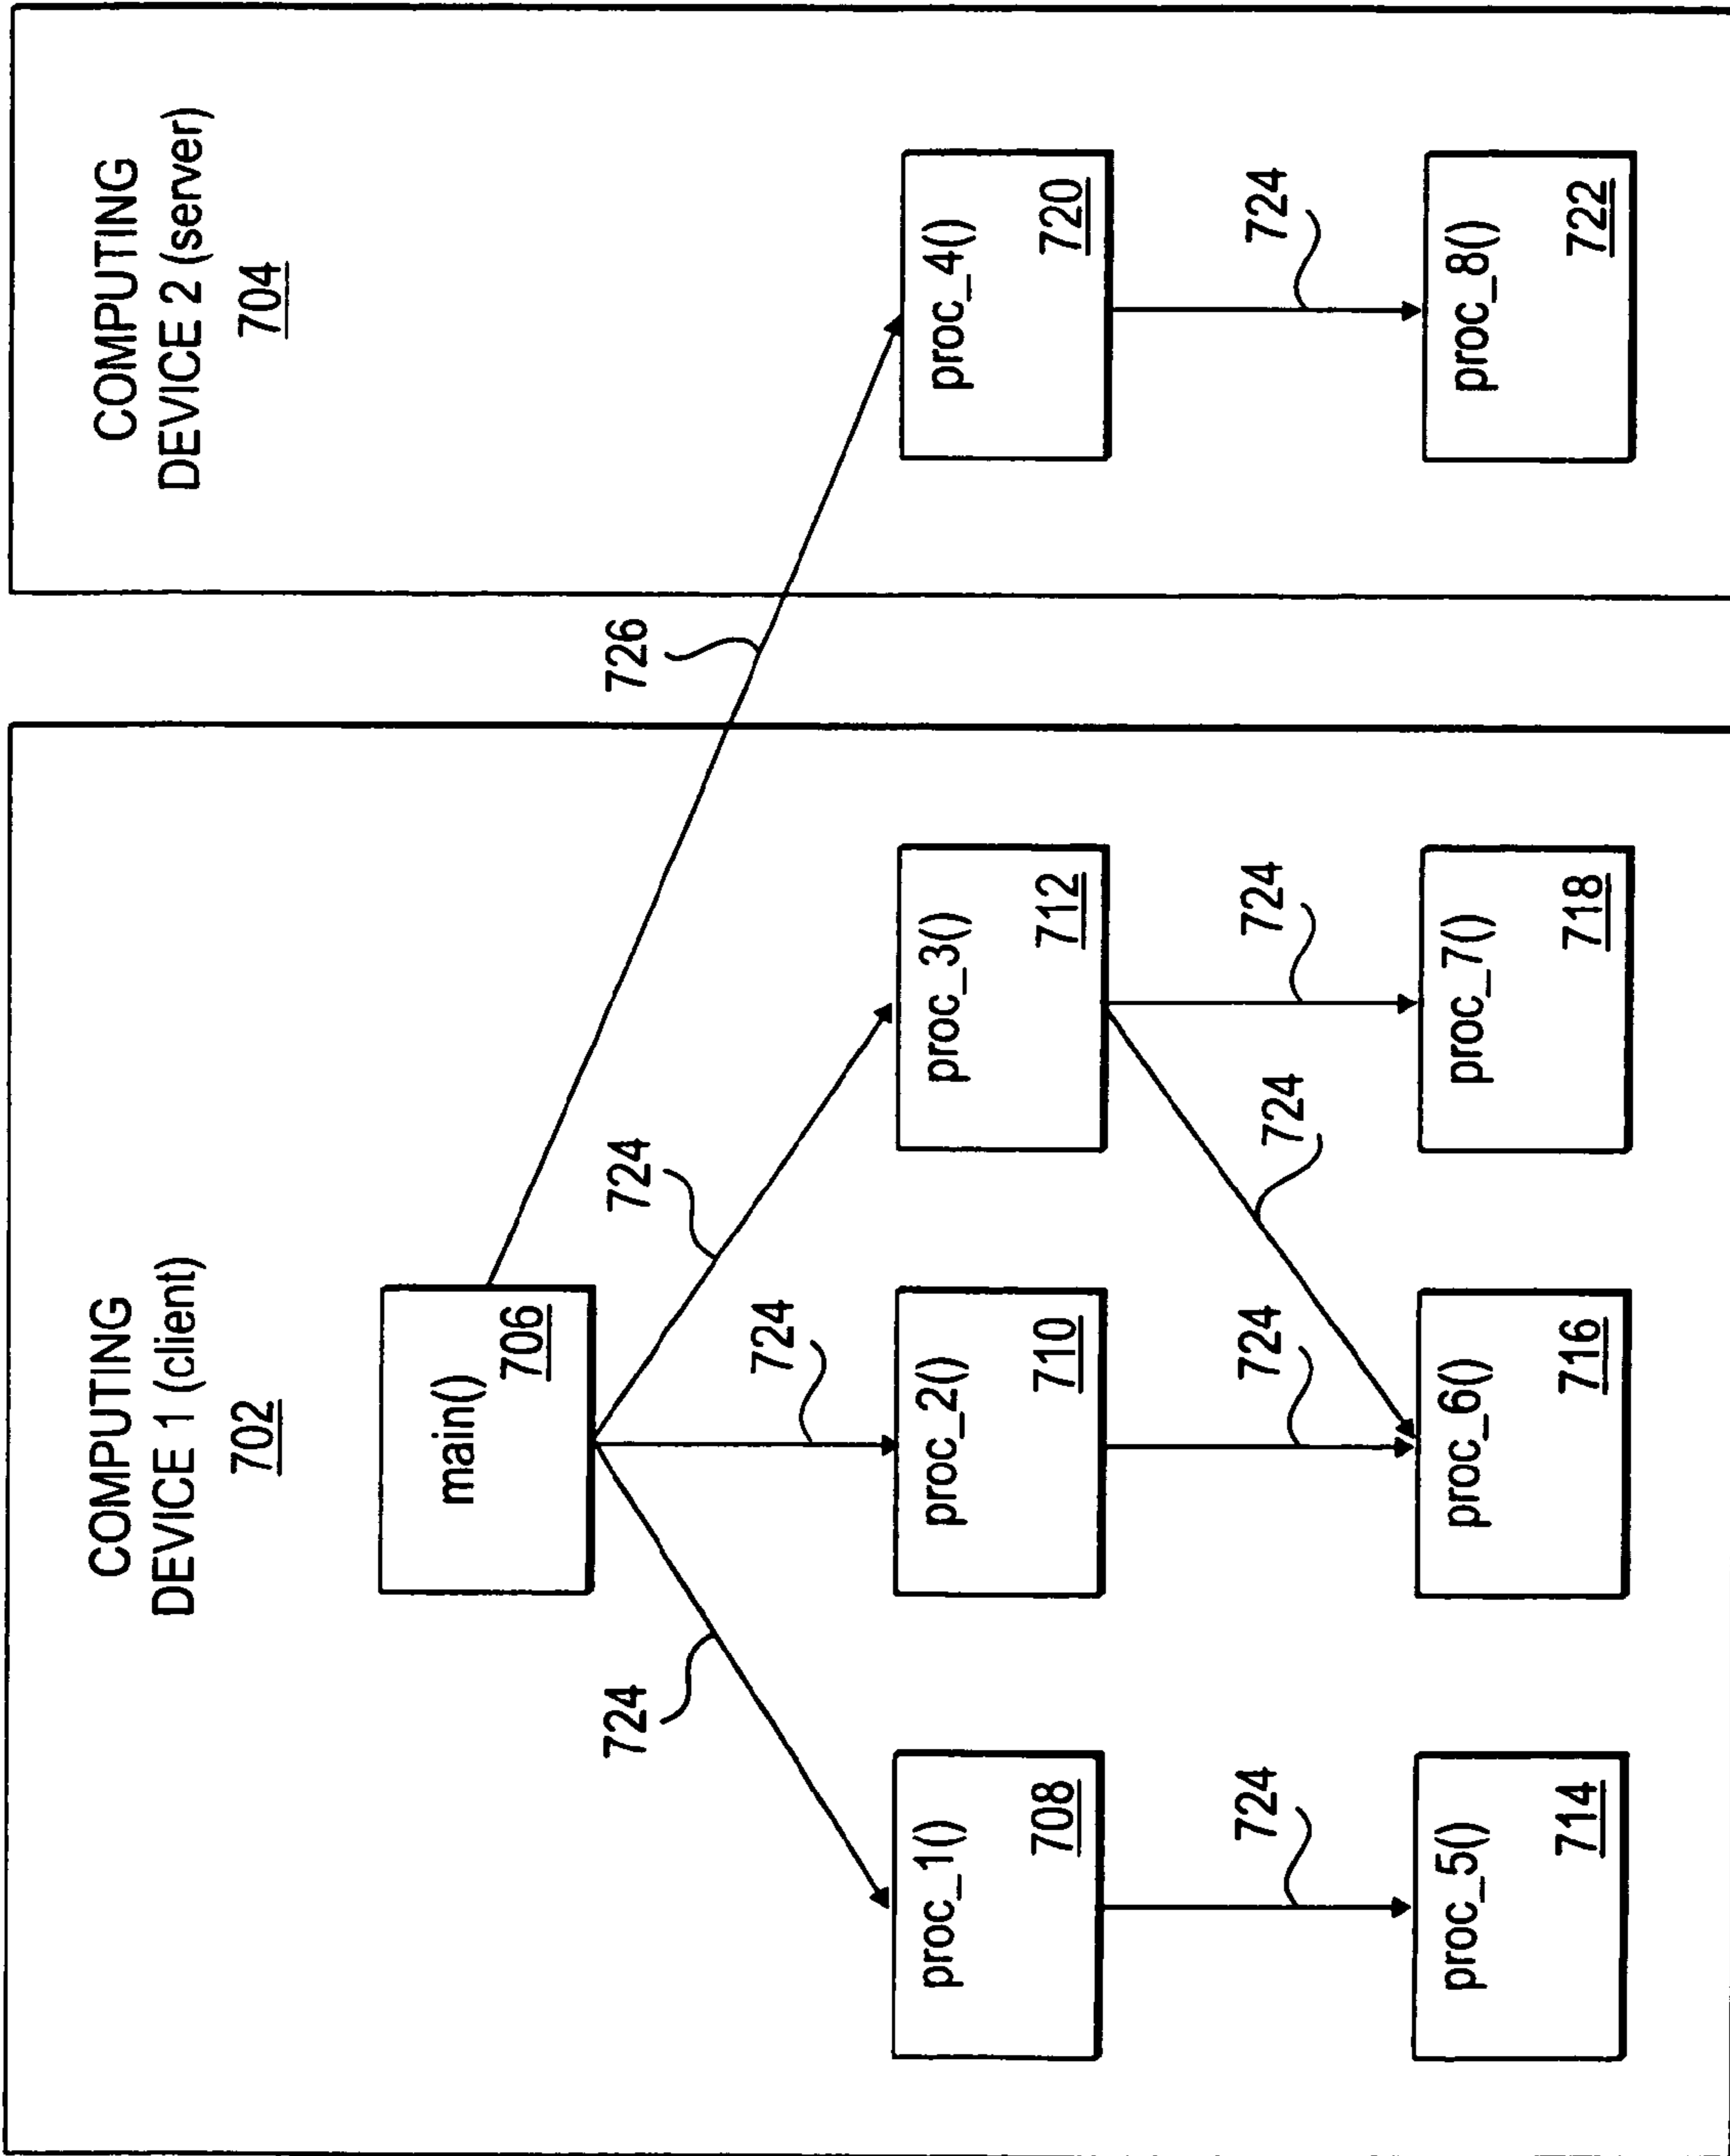 COMPUTING
DEVICE 1 (client)
702
COMPUTING
DEVICE 2 (server)
704
main()
706
724
724
724
726
proc_1()
708
proc_2()
710
proc_3()
712
proc_4()
720
724
724
724
724
724
proc_5()
714
proc_6()
716
proc_7()
718
proc_8()
722